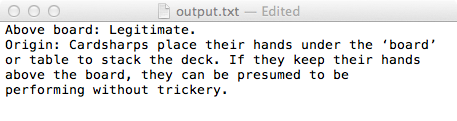 output.txt — Edited
Above board: Legitimate.
Origin: Cardsharps place their hands under the ‘board’
or table to stack the deck. If they keep their hands
above the board, they can be presumed to be
performing without trickery.